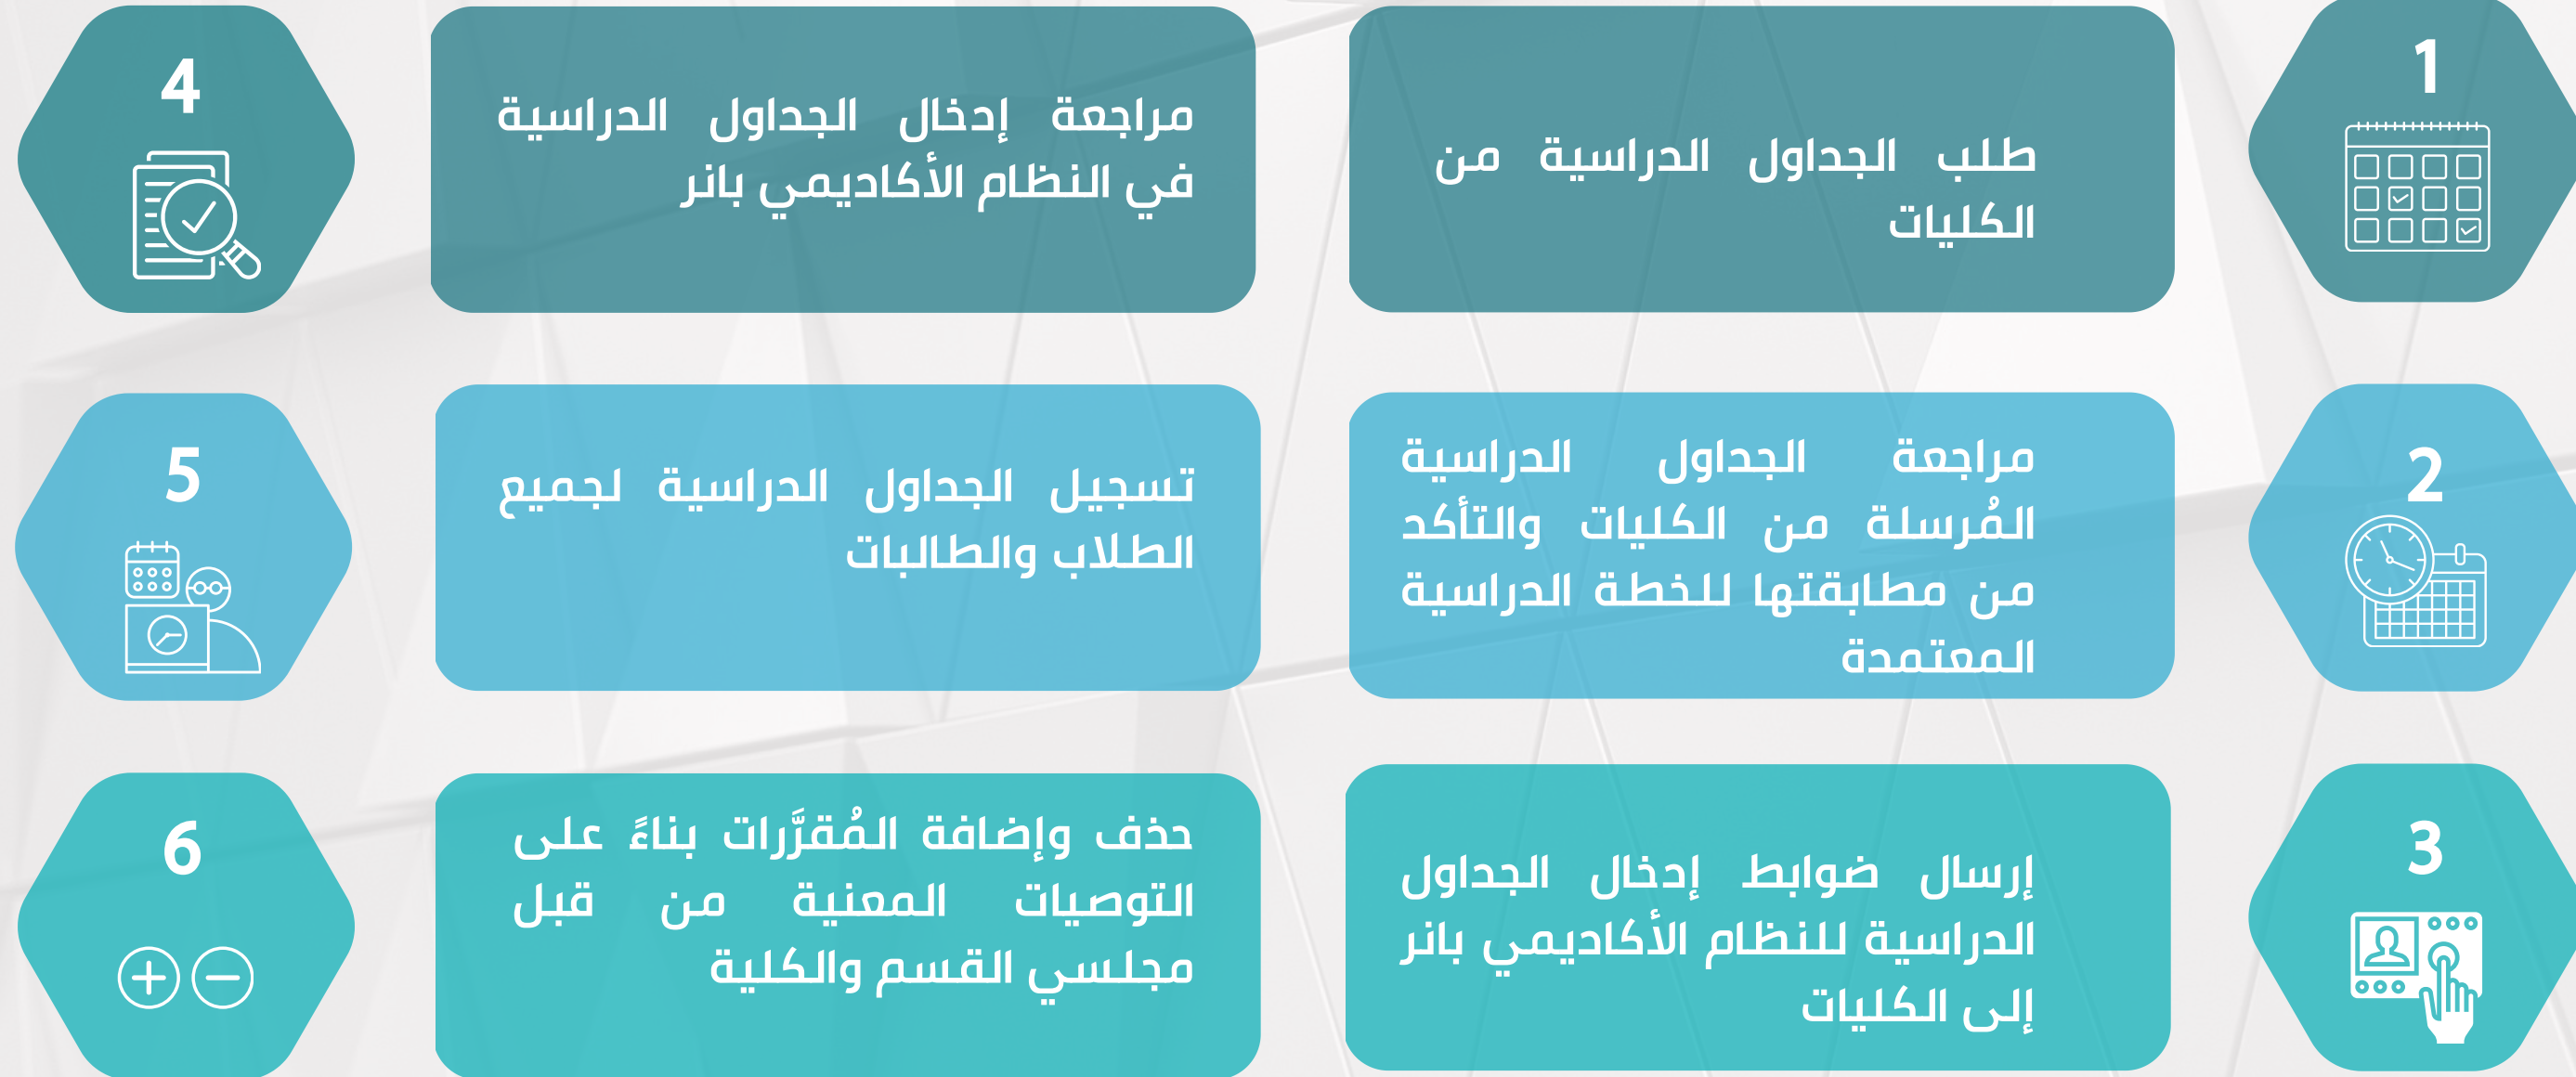 1
طلب الجداول الدراسية من
الكليات
2
مراجعة الجداول الدراسية
المُرسلة من الكليات والتأكد
من مطابقتها للخطة الدراسية
المعتمدة
3
إرسال ضوابط إدخال الجداول
الدراسية للنظام الأكاديمي بانر
إلى الكليات
4
مراجعة إدخال الجداول الدراسية
في النظام الأكاديمي بانر
5
تسجيل الجداول الدراسية لجميع
الطلاب والطالبات
6
حذف وإضافة المُقرَّرات بناءً على
التوصيات المعنية من قبل
مجلسي القسم والكلية